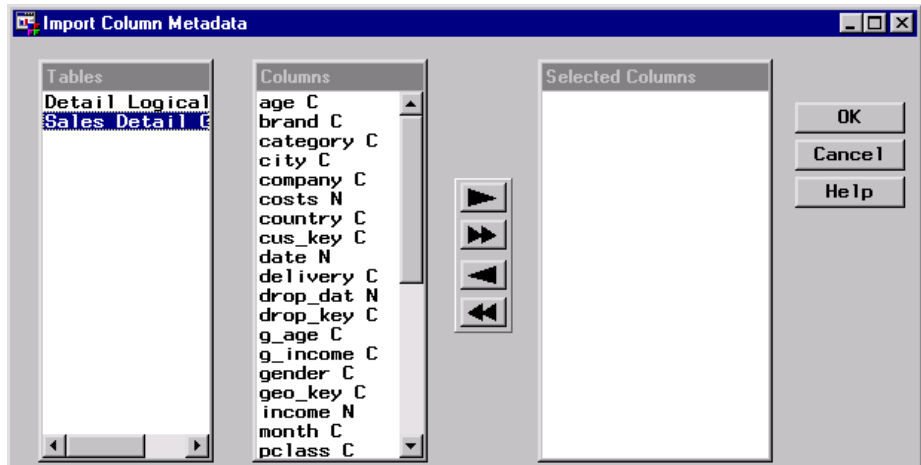 Import Column Metadata
Tables
Detail Logical
Sales Detail
Columns
age C
brand C
category C
city C
company C
costs N
country C
cus_key C
date N
delivery C
drop_dat N
drop_key C
g_age C
g_income C
gender C
geo_key C
income N
month C
pclass C
Selected Columns
OK
Cancel
Help